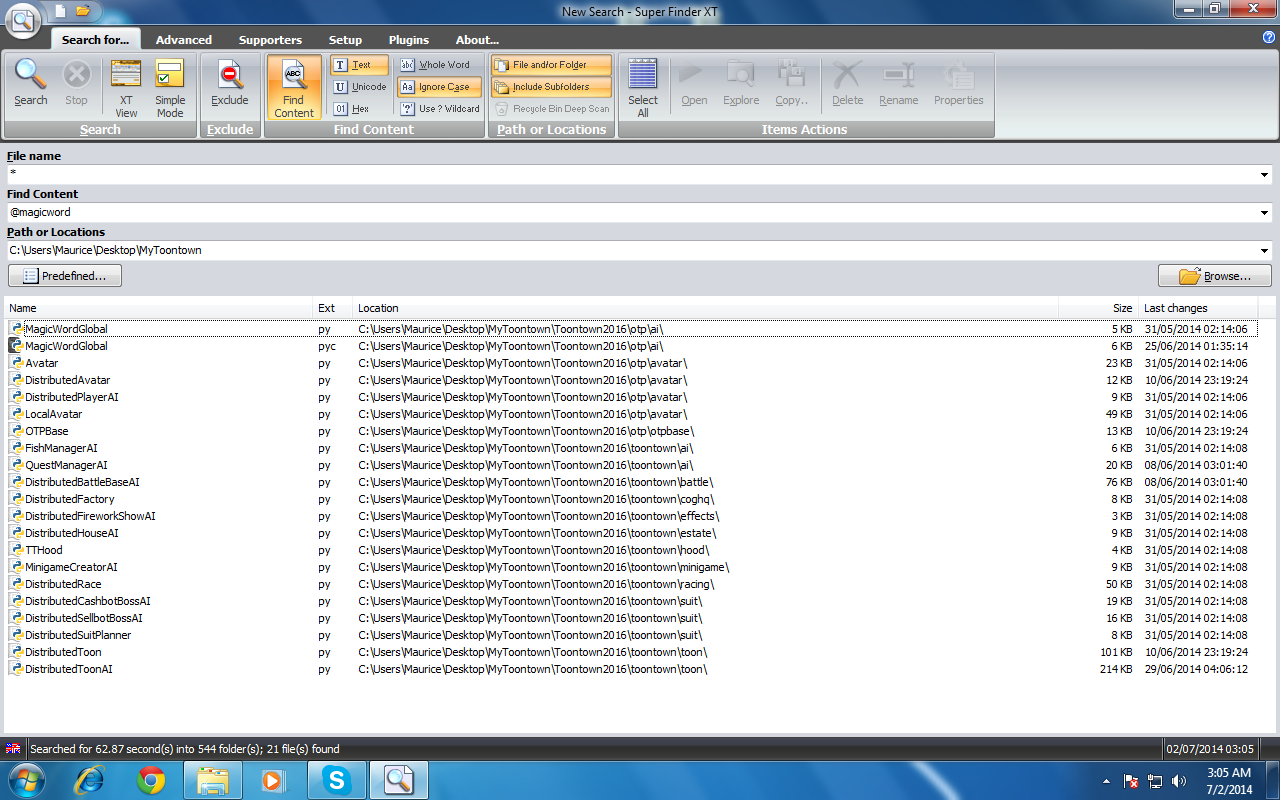 New Search - Super Finder XT
Search for... Advanced Supporters Setup Plugins About...
Search Stop XT View Simple Mode Exclude Find Content Text Unicode Hex Whole Word Ignore Case Use ? Wildcard File and/or Folder Include Subfolders Recycle Bin Deep Scan Select All Open Explore Copy.. Delete Rename Properties
Search Exclude Find Content Path or Locations Items Actions
File name
*
Find Content
@magicword
Path or Locations
C:\Users\Maurice\Desktop\MyToontown
Predefined... Browse...
Name Ext Location Size Last changes
MagicWordGlobal py C:\Users\Maurice\Desktop\MyToontown\Toontown2016\otp\ai\ 5 KB 31/05/2014 02:14:06
MagicWordGlobal pyc C:\Users\Maurice\Desktop\MyToontown\Toontown2016\otp\ai\ 6 KB 25/06/2014 01:35:14
Avatar py C:\Users\Maurice\Desktop\MyToontown\Toontown2016\otp\avatar\ 23 KB 31/05/2014 02:14:06
DistributedAvatar py C:\Users\Maurice\Desktop\MyToontown\Toontown2016\otp\avatar\ 12 KB 10/06/2014 23:19:24
DistributedPlayerAI py C:\Users\Maurice\Desktop\MyToontown\Toontown2016\otp\avatar\ 9 KB 31/05/2014 02:14:06
LocalAvatar py C:\Users\Maurice\Desktop\MyToontown\Toontown2016\otp\avatar\ 49 KB 31/05/2014 02:14:06
OTPBase py C:\Users\Maurice\Desktop\MyToontown\Toontown2016\otp\otpbase\ 13 KB 10/06/2014 23:19:24
FishManagerAI py C:\Users\Maurice\Desktop\MyToontown\Toontown2016\toontown\ai\ 6 KB 31/05/2014 02:14:08
QuestManagerAI py C:\Users\Maurice\Desktop\MyToontown\Toontown2016\toontown\ai\ 20 KB 08/06/2014 03:01:40
DistributedBattleBaseAI py C:\Users\Maurice\Desktop\MyToontown\Toontown2016\toontown\battle\ 76 KB 08/06/2014 03:01:40
DistributedFactory py C:\Users\Maurice\Desktop\MyToontown\Toontown2016\toontown\coghq\ 8 KB 31/05/2014 02:14:08
DistributedFireworkShowAI py C:\Users\Maurice\Desktop\MyToontown\Toontown2016\toontown\effects\ 3 KB 31/05/2014 02:14:08
DistributedHouseAI py C:\Users\Maurice\Desktop\MyToontown\Toontown2016\toontown\estate\ 9 KB 31/05/2014 02:14:08
TTHood py C:\Users\Maurice\Desktop\MyToontown\Toontown2016\toontown\hood\ 4 KB 31/05/2014 02:14:08
MinigameCreatorAI py C:\Users\Maurice\Desktop\MyToontown\Toontown2016\toontown\minigame\ 9 KB 31/05/2014 02:14:08
DistributedRace py C:\Users\Maurice\Desktop\MyToontown\Toontown2016\toontown\racing\ 50 KB 31/05/2014 02:14:08
DistributedCashbotBossAI py C:\Users\Maurice\Desktop\MyToontown\Toontown2016\toontown\suit\ 19 KB 31/05/2014 02:14:08
DistributedSellbotBossAI py C:\Users\Maurice\Desktop\MyToontown\Toontown2016\toontown\suit\ 16 KB 31/05/2014 02:14:08
DistributedSuitPlanner py C:\Users\Maurice\Desktop\MyToontown\Toontown2016\toontown\suit\ 8 KB 31/05/2014 02:14:08
DistributedToon py C:\Users\Maurice\Desktop\MyToontown\Toontown2016\toontown\toon\ 101 KB 10/06/2014 23:19:24
DistributedToonAI py C:\Users\Maurice\Desktop\MyToontown\Toontown2016\toontown\toon\ 214 KB 29/06/2014 04:06:12
Searched for 62.87 second(s) into 544 folder(s); 21 file(s) found 02/07/2014 03:05
3:05 AM
7/2/2014